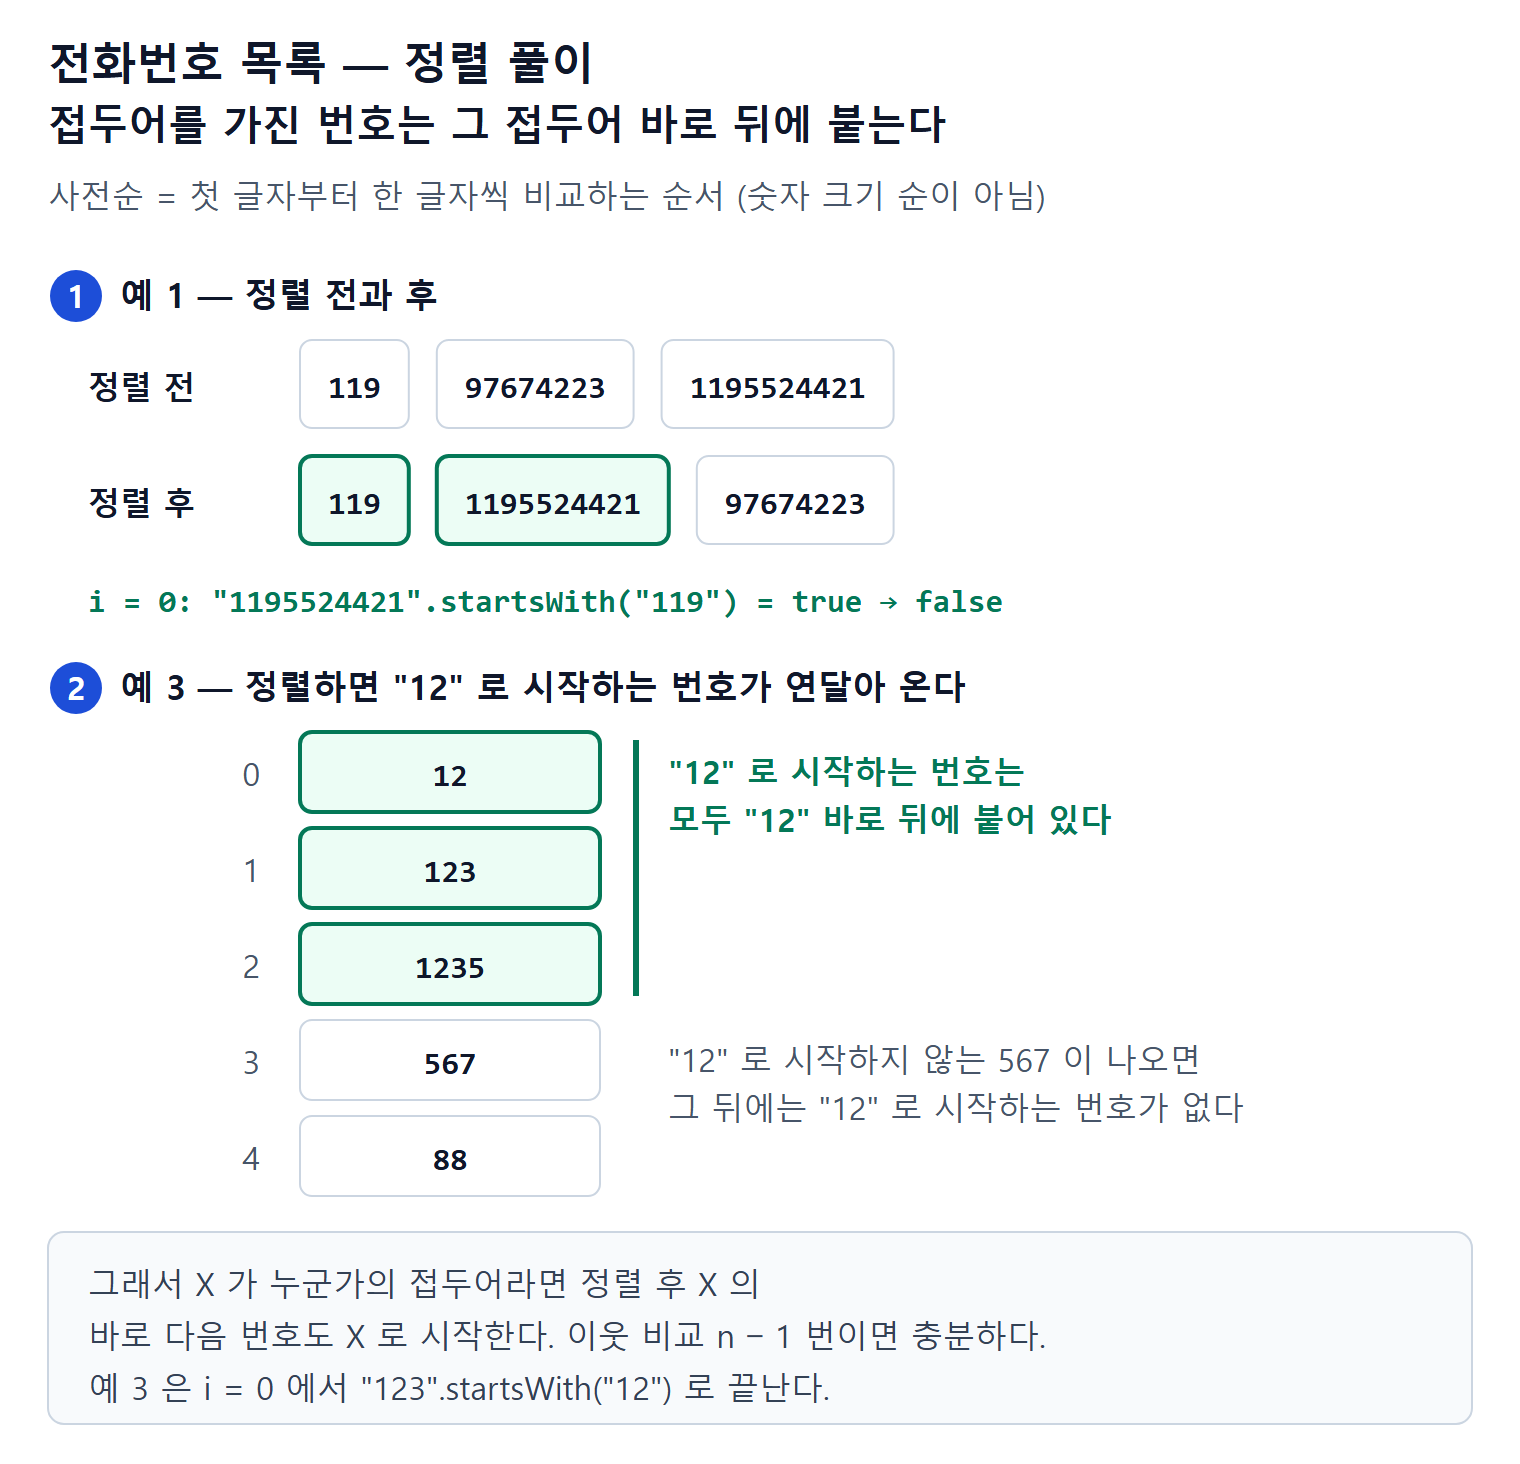 전화번호 목록 — 정렬 풀이
접두어를 가진 번호는 그 접두어 바로 뒤에 붙는다
사전순 = 첫 글자부터 한 글자씩 비교하는 순서 (숫자 크기 순이 아님)
1 예 1 — 정렬 전과 후
정렬 전 119 97674223 1195524421
정렬 후 119 1195524421 97674223
i = 0: "1195524421".startsWith("119") = true → false
2 예 3 — 정렬하면 "12" 로 시작하는 번호가 연달아 온다
0 12 "12" 로 시작하는 번호는
모두 "12" 바로 뒤에 붙어 있다
1 123
2 1235
3 567 "12" 로 시작하지 않는 567 이 나오면
그 뒤에는 "12" 로 시작하는 번호가 없다
4 88
그래서 X 가 누군가의 접두어라면 정렬 후 X 의
바로 다음 번호도 X 로 시작한다. 이웃 비교 n − 1 번이면 충분하다.
예 3 은 i = 0 에서 "123".startsWith("12") 로 끝난다.